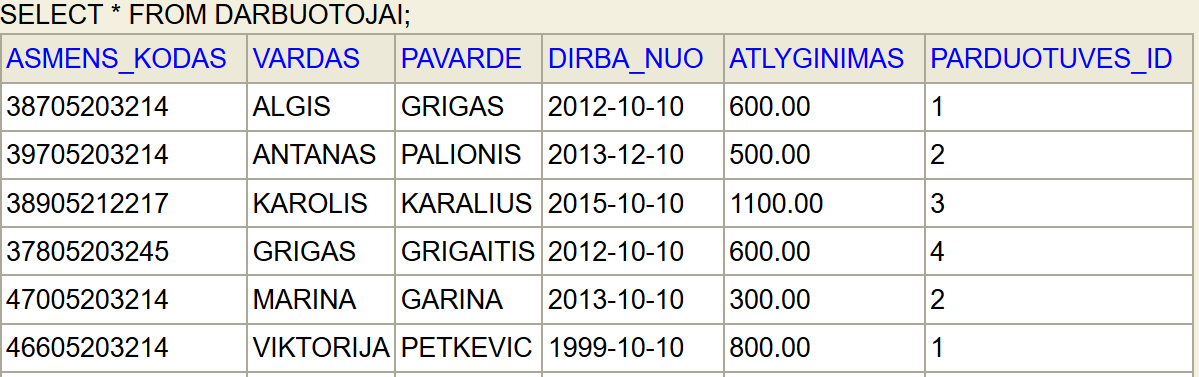 SELECT * FROM DARBUOTOJAI;
ASMENS_KODAS VARDAS PAVARDE DIRBA_NUO ATLYGINIMAS PARDUOTUVES_ID
38705203214 ALGIS GRIGAS 2012-10-10 600.00 1
39705203214 ANTANAS PALIONIS 2013-12-10 500.00 2
38905212217 KAROLIS KARALIUS 2015-10-10 1100.00 3
37805203245 GRIGAS GRIGAITIS 2012-10-10 600.00 4
47005203214 MARINA GARINA 2013-10-10 300.00 2
46605203214 VIKTORIJA PETKEVIC 1999-10-10 800.00 1